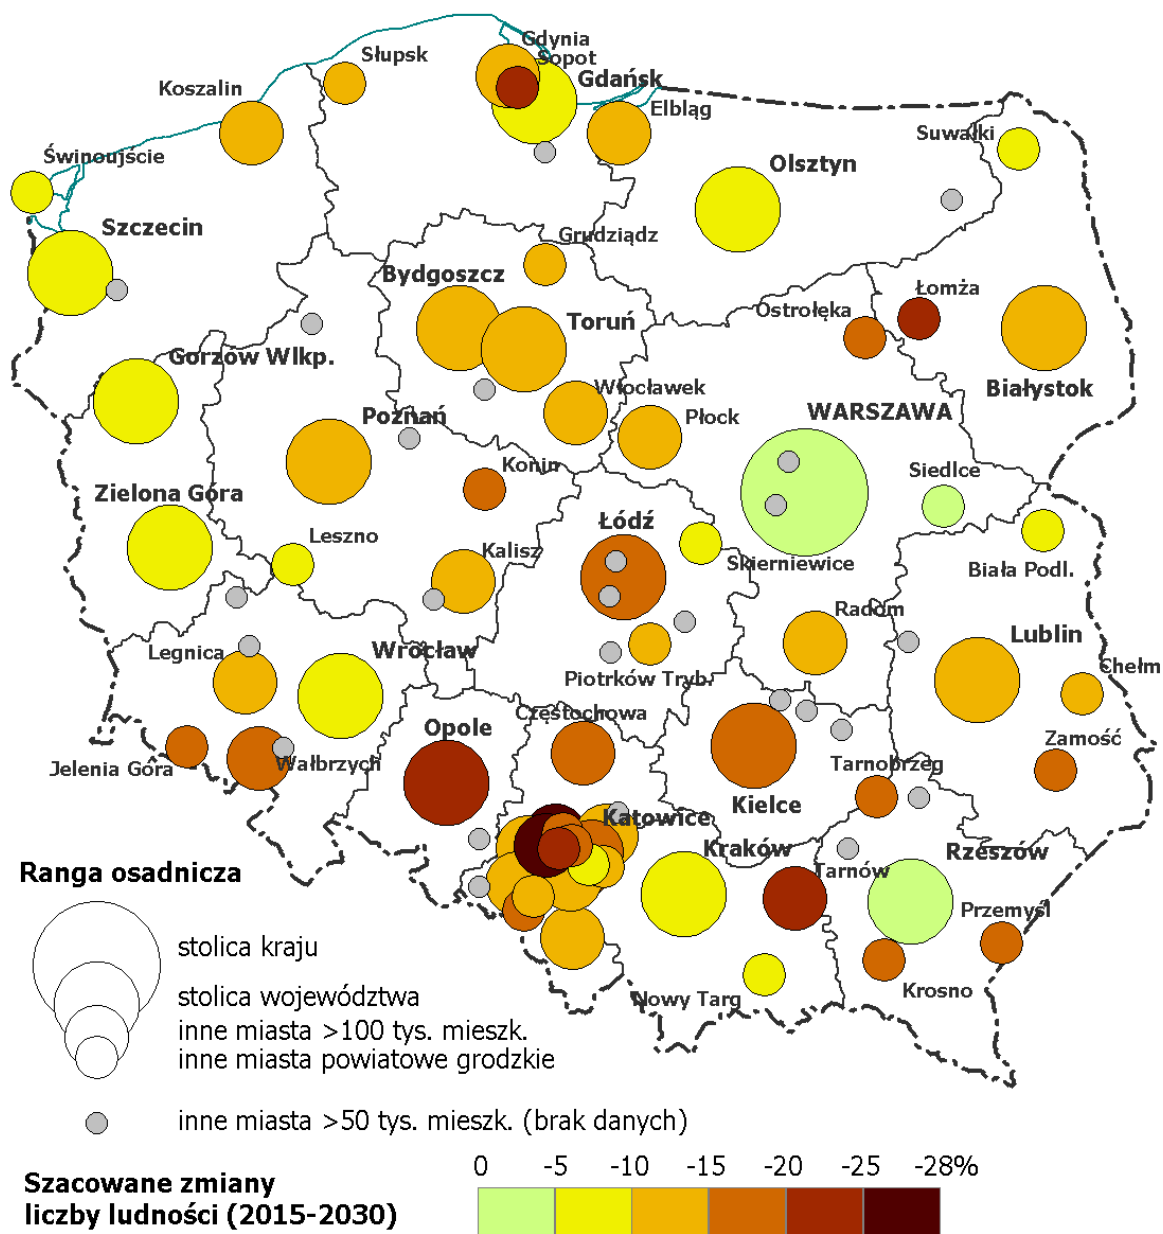 Gdynia
Słupsk
Sopot
Gdańsk
Koszalin
Elbląg
Suwałki
Świnoujście
Olsztyn
Szczecin
Grudziądz
Bydgoszcz
Łomża
Ostrołęka
Toruń
Gorzów Wlkp.
Włocławek
Białystok
Poznań
WARSZAWA
Płock
Konin
Siedlce
Zielona Góra
Łódź
Leszno
Kalisz
Skierniewice
Biała Podl.
Radom
Lublin
Legnica
Wrocław
Chełm
Piotrków Tryb.
Częstochowa
Opole
Zamość
Jelenia Góra
Wałbrzych
Tarnobrzeg
Kielce
Katowice
Kraków
Rzeszów
Tarnów
Przemyśl
Krosno
Nowy Targ
Ranga osadnicza
stolica kraju
stolica województwa
inne miasta >100 tys. mieszk.
inne miasta powiatowe grodzkie
inne miasta >50 tys. mieszk. (brak danych)
0 -5 -10 -15 -20 -25 -28%
Szacowane zmiany
liczby ludności (2015-2030)